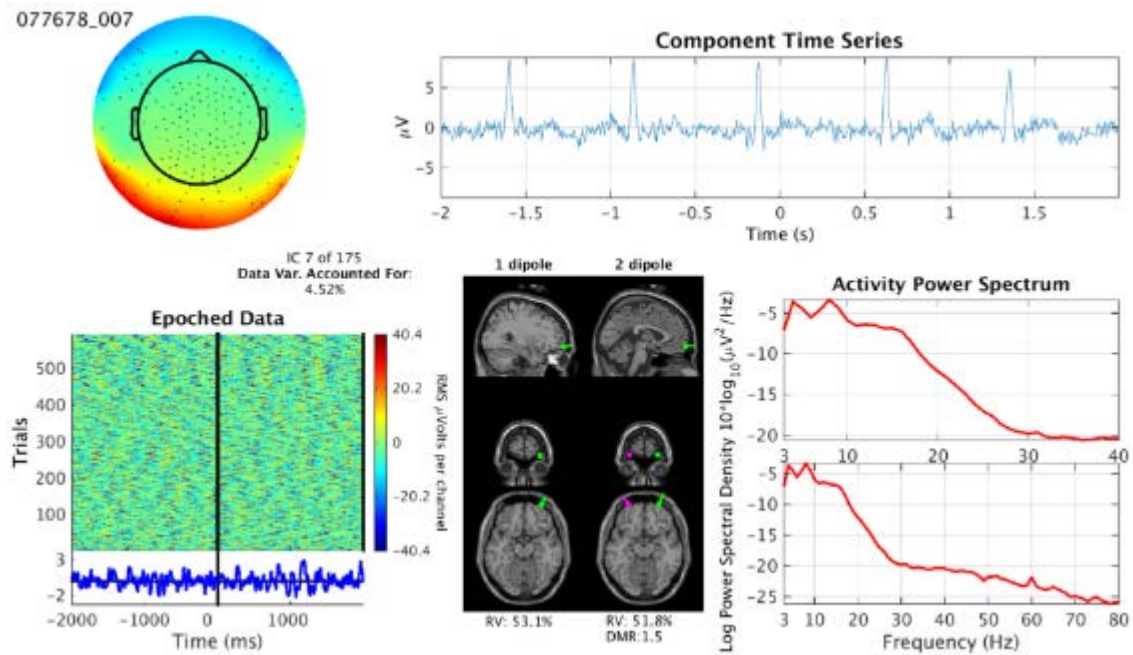 077678_007
Component Time Series
μV
5
0
-5
-2 -1.5 -1 -0.5 0 0.5 1 1.5
Time (s)
IC 7 of 175
Data Var. Accounted For:
4.52%
Epoched Data
Trials
500
400
300
200
100
40.4
20.2
0
-20.2
-40.4
RMS μVolts per channel
3
-2
-2000 -1000 0 1000
Time (ms)
1 dipole 2 dipole
RV: 53.1% RV: 51.8%
DMR:1.5
Activity Power Spectrum
Log Power Spectral Density 10*log10(μV²/Hz)
-5
-10
-15
-20
3 10 20 30 40
-5
-10
-15
-20
-25
3 10 20 30 40 50 60 70 80
Frequency (Hz)